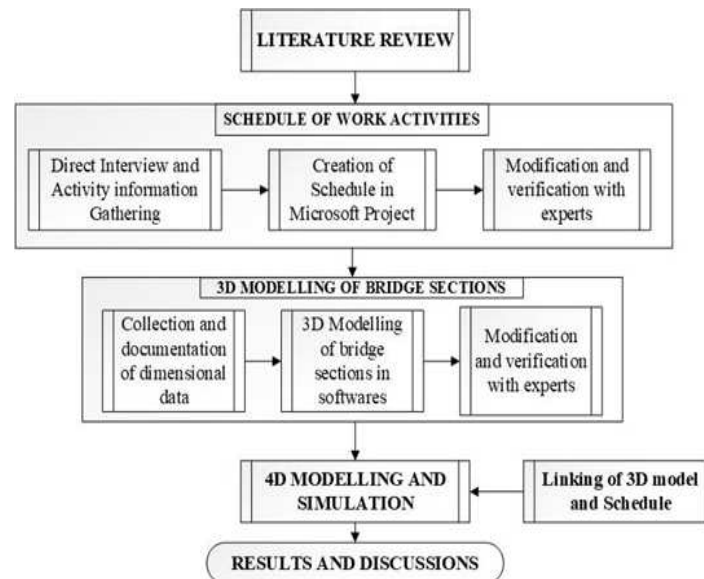 LITERATURE REVIEW
SCHEDULE OF WORK ACTIVITIES
Direct Interview and
Activity information
Gathering
Creation of
Schedule in
Microsoft Project
Modification and
verification with
experts
3D MODELLING OF BRIDGE SECTIONS
Collection and
documentation
of dimensional
data
3D Modelling
of bridge
sections in
softwares
Modification
and verification
with experts
4D MODELLING AND
SIMULATION
Linking of 3D model
and Schedule
RESULTS AND DISCUSSIONS